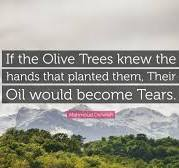 If the Olive Trees knew the
hands that planted them, Their
Oil would become Tears.
Mahmoud Darwish